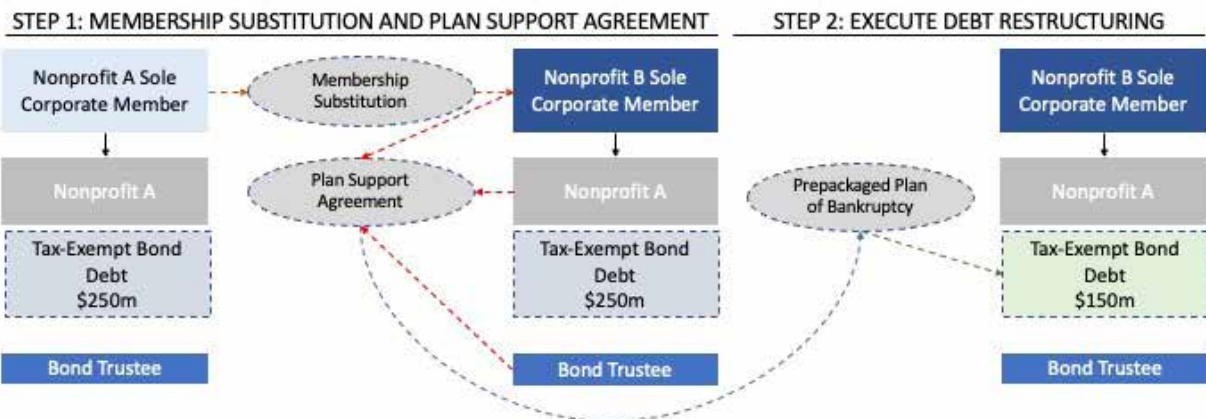 STEP 1: MEMBERSHIP SUBSTITUTION AND PLAN SUPPORT AGREEMENT
STEP 2: EXECUTE DEBT RESTRUCTURING
Nonprofit A Sole
Corporate Member
Membership
Substitution
Nonprofit B Sole
Corporate Member
Nonprofit B Sole
Corporate Member
Nonprofit A
Plan Support
Agreement
Nonprofit A
Prepackaged Plan
of Bankruptcy
Nonprofit A
Tax-Exempt Bond
Debt
$250m
Tax-Exempt Bond
Debt
$250m
Tax-Exempt Bond
Debt
$150m
Bond Trustee
Bond Trustee
Bond Trustee